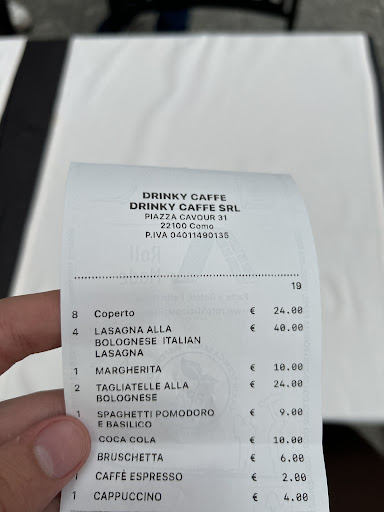 DRINKY CAFFE
DRINKY CAFFE SRL
PIAZZA CAVOUR 31
22100 Como
P.IVA 04011490135
19
8 Coperto € 24.00
4 LASAGNA ALLA € 40.00
BOLOGNESE ITALIAN
LASAGNA
1 MARGHERITA € 10.00
2 TAGLIATELLE ALLA € 24.00
BOLOGNESE
1 SPAGHETTI POMODORO € 9.00
E BASILICO
COCA COLA € 10.00
BRUSCHETTA € 6.00
1 CAFFÈ ESPRESSO € 2.00
1 CAPPUCCINO € 4.00